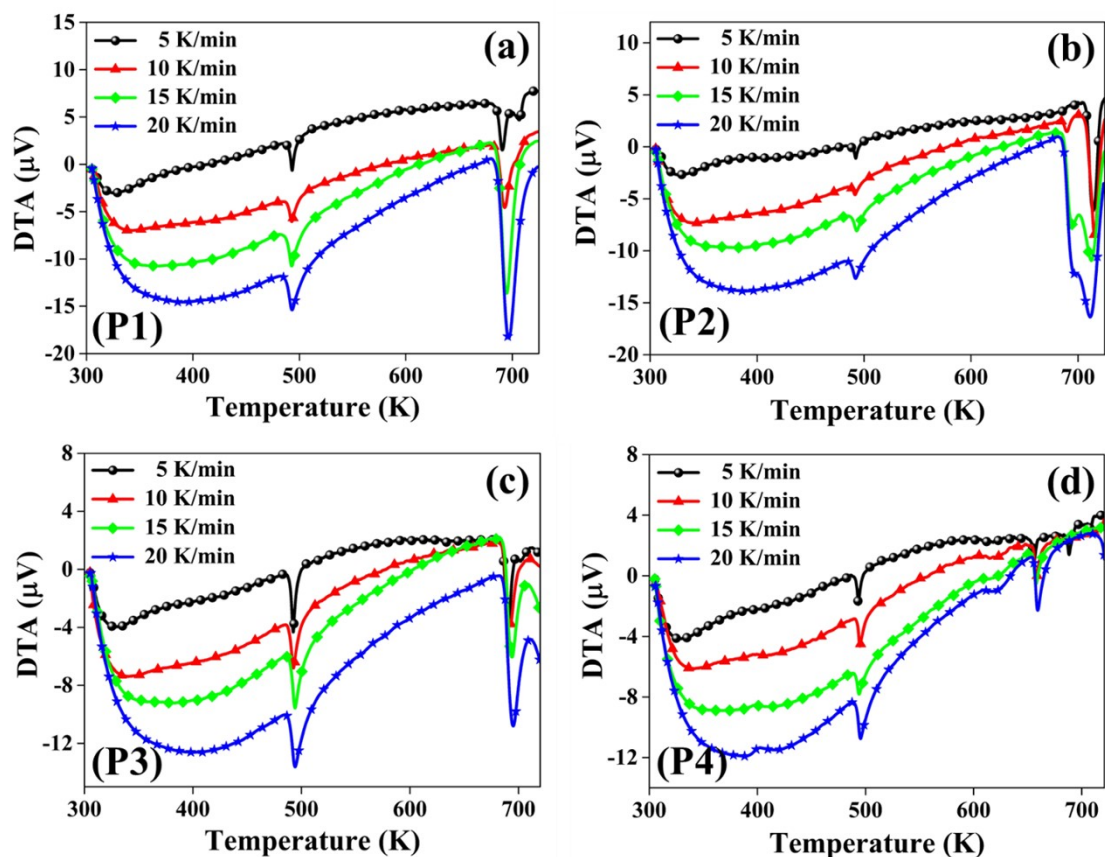 15
10
5
0
-5
-10
-15
-20
DTA (µV)
5 K/min
10 K/min
15 K/min
20 K/min
(a)
(P1)
300 400 500 600 700
Temperature (K)
10
5
0
-5
-10
-15
-20
DTA (µV)
5 K/min
10 K/min
15 K/min
20 K/min
(b)
(P2)
300 400 500 600 700
Temperature (K)
8
4
0
-4
-8
-12
DTA (µV)
5 K/min
10 K/min
15 K/min
20 K/min
(c)
(P3)
300 400 500 600 700
Temperature (K)
8
4
0
-4
-8
-12
DTA (µV)
5 K/min
10 K/min
15 K/min
20 K/min
(d)
(P4)
300 400 500 600 700
Temperature (K)